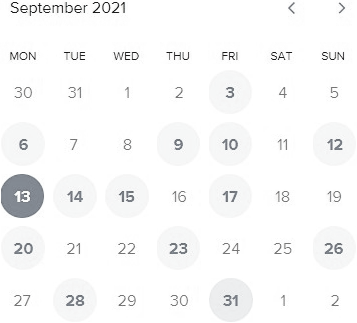 September 2021
MON TUE WED THU FRI SAT SUN
30 31 1 2 3 4 5
6 7 8 9 10 11 12
13 14 15 16 17 18 19
20 21 22 23 24 25 26
27 28 29 30 31 1 2